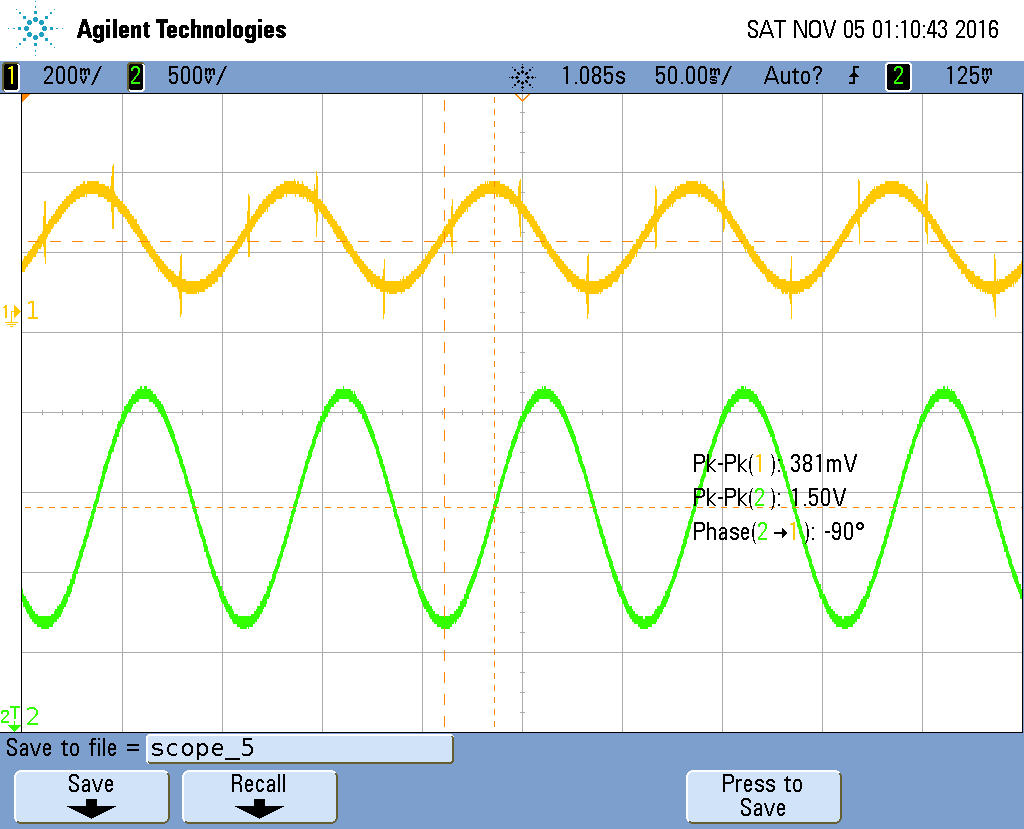 Agilent Technologies
SAT NOV 05 01:10:43 2016
1 200mV/ 2 500mV/ 1.085s 50.00ms/ Auto? 2 125mV
1
Pk-Pk(1): 381mV
Pk-Pk(2): 1.50V
Phase(2→1): -90°
2
Save to file = scope_5
Save
Recall
Press to
Save